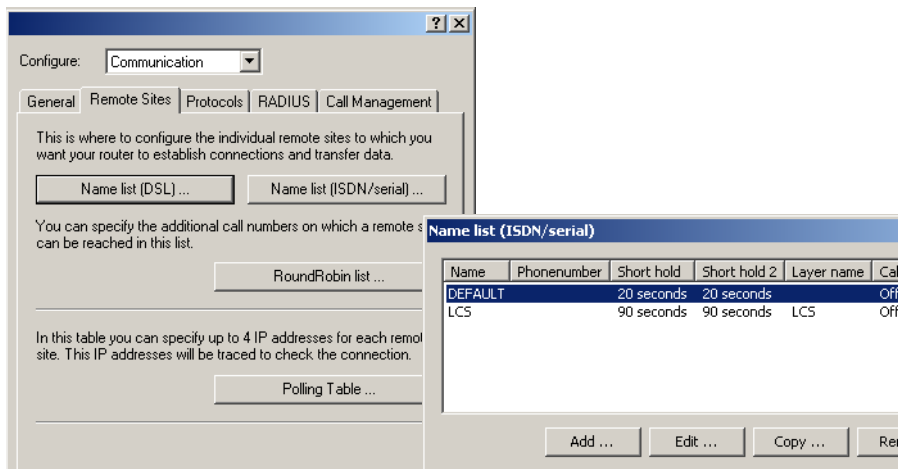 ? ×
Configure: Communication
General Remote Sites Protocols RADIUS Call Management
This is where to configure the individual remote sites to which you
want your router to establish connections and transfer data.
Name list (DSL) ...
Name list (ISDN/serial) ...
You can specify the additional call numbers on which a remote s
can be reached in this list.
RoundRobin list ...
In this table you can specify up to 4 IP addresses for each remo
site. This IP addresses will be traced to check the connection.
Polling Table ...
Name list (ISDN/serial)
Name Phonenumber Short hold Short hold 2 Layer name Cal
DEFAULT 20 seconds 20 seconds Off
LCS 90 seconds 90 seconds LCS Off
Add ... Edit ... Copy ... Re